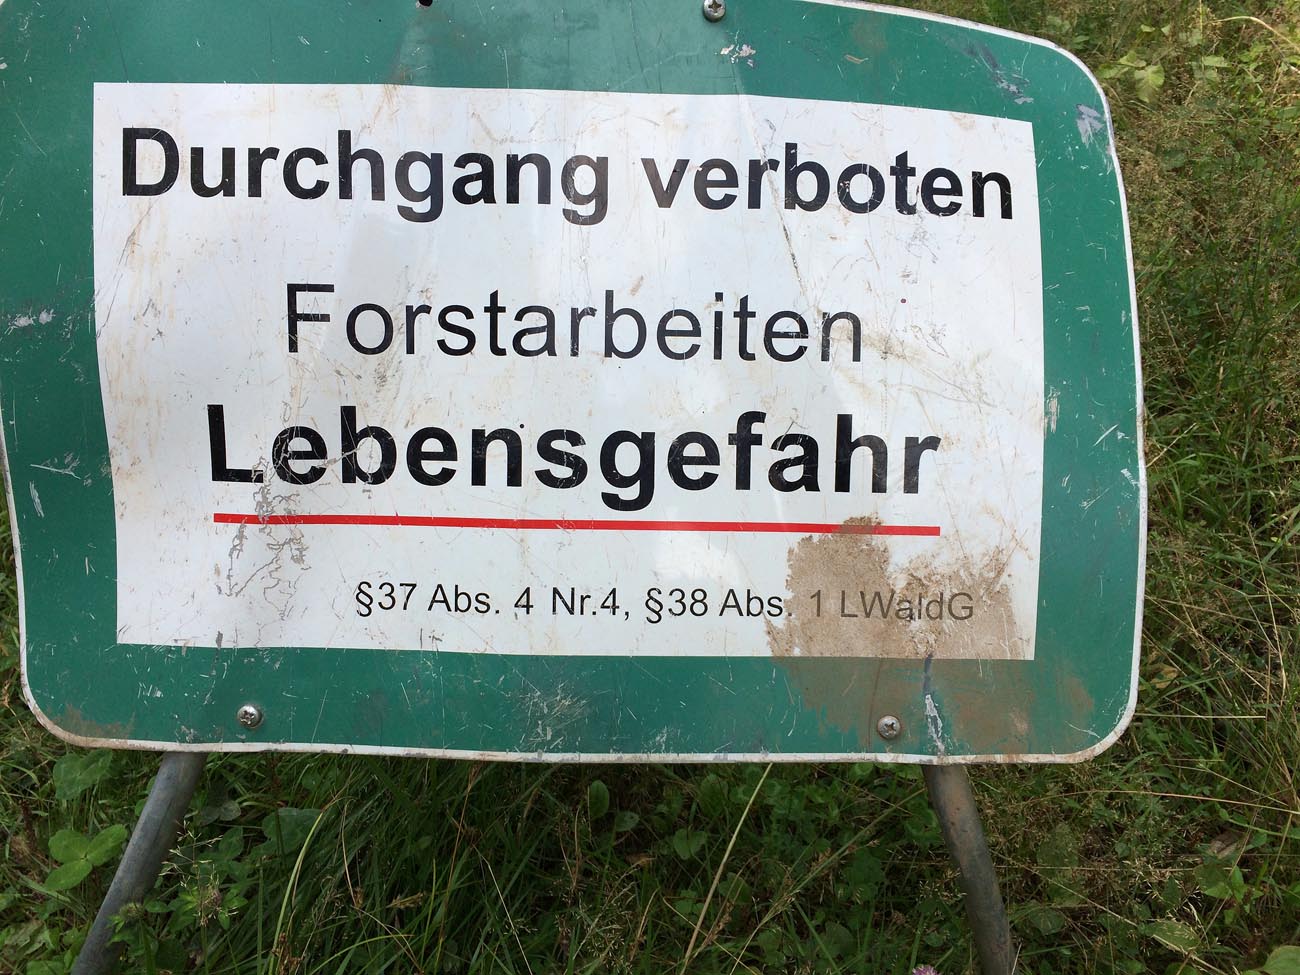 Durchgang verboten
Forstarbeiten
Lebensgefahr
§37 Abs. 4 Nr.4, §38 Abs. 1 LWaldG